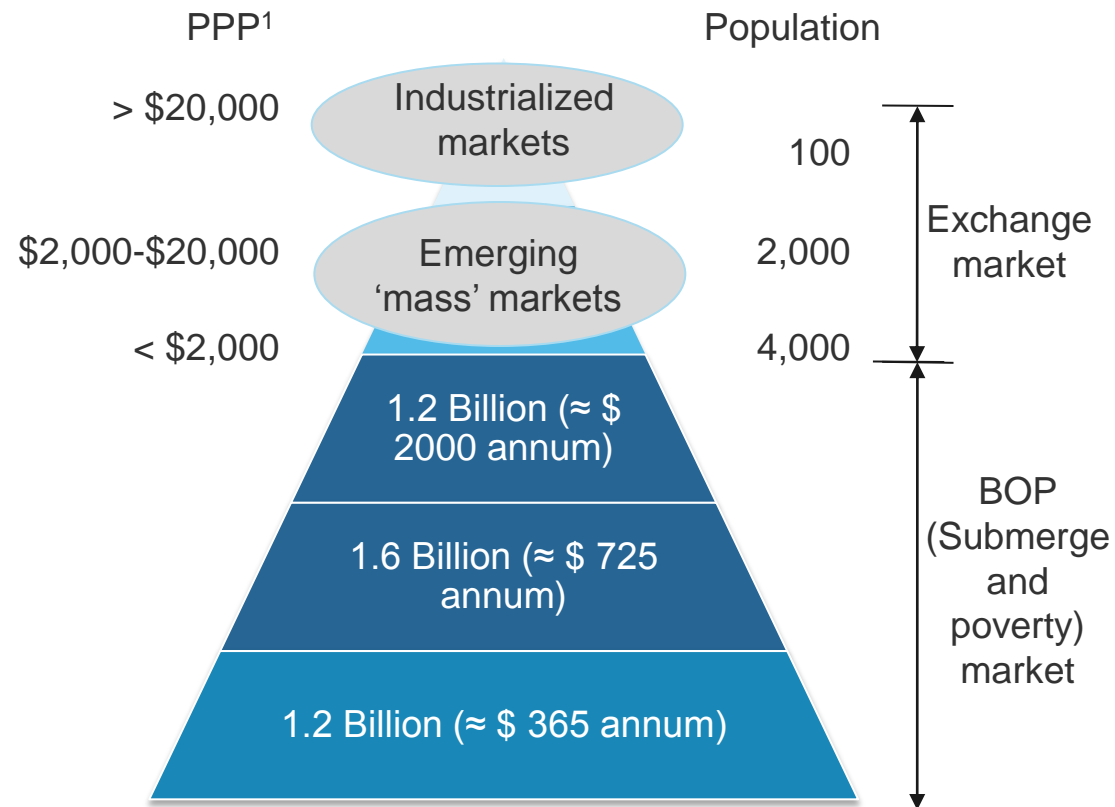 PPP¹
Population
> $20,000
Industrialized
markets
100
Exchange
market
$2,000-$20,000
Emerging
‘mass’ markets
2,000
< $2,000
4,000
1.2 Billion (≈ $
2000 annum)
1.6 Billion (≈ $ 725
annum)
1.2 Billion (≈ $ 365 annum)
BOP
(Submerge
and
poverty)
market